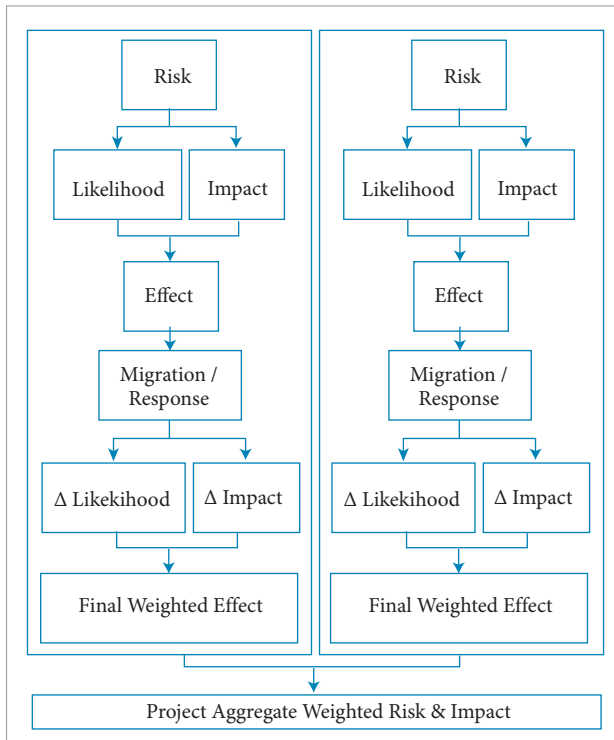 Risk
Likelihood
Impact
Effect
Migration /
Response
Δ Likekihood
Δ Impact
Final Weighted Effect
Risk
Likelihood
Impact
Effect
Migration /
Response
Δ Likekihood
Δ Impact
Final Weighted Effect
Project Aggregate Weighted Risk & Impact